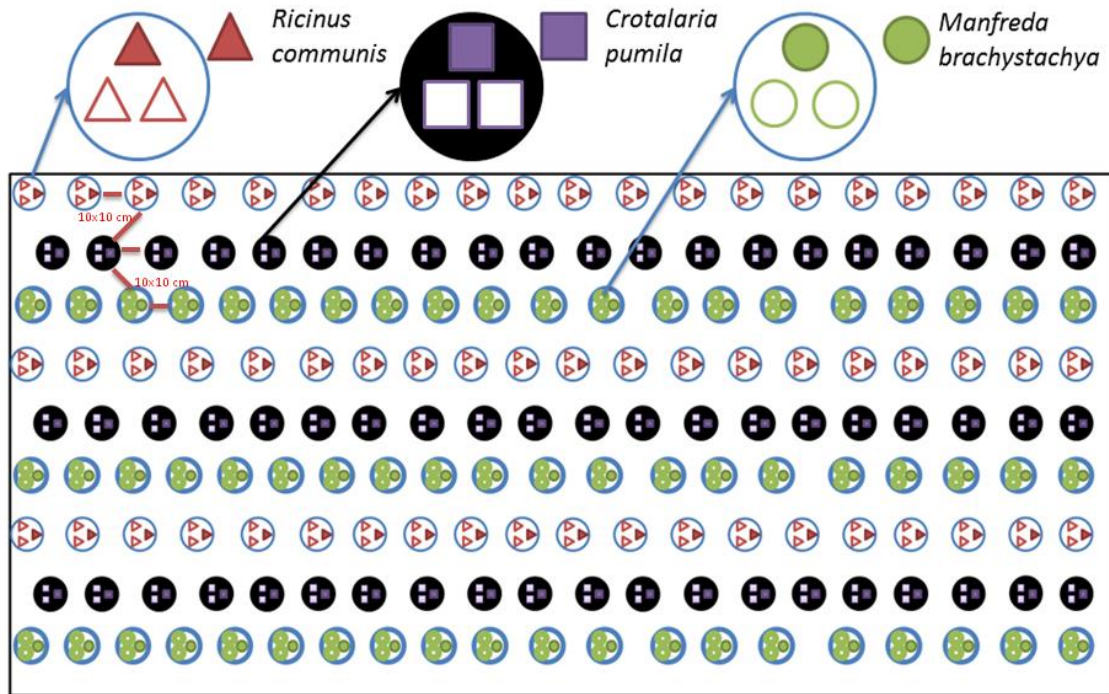 Ricinus
communis
Crotalaria
pumila
Manfreda
brachystachya
10x10 cm
10x10 cm